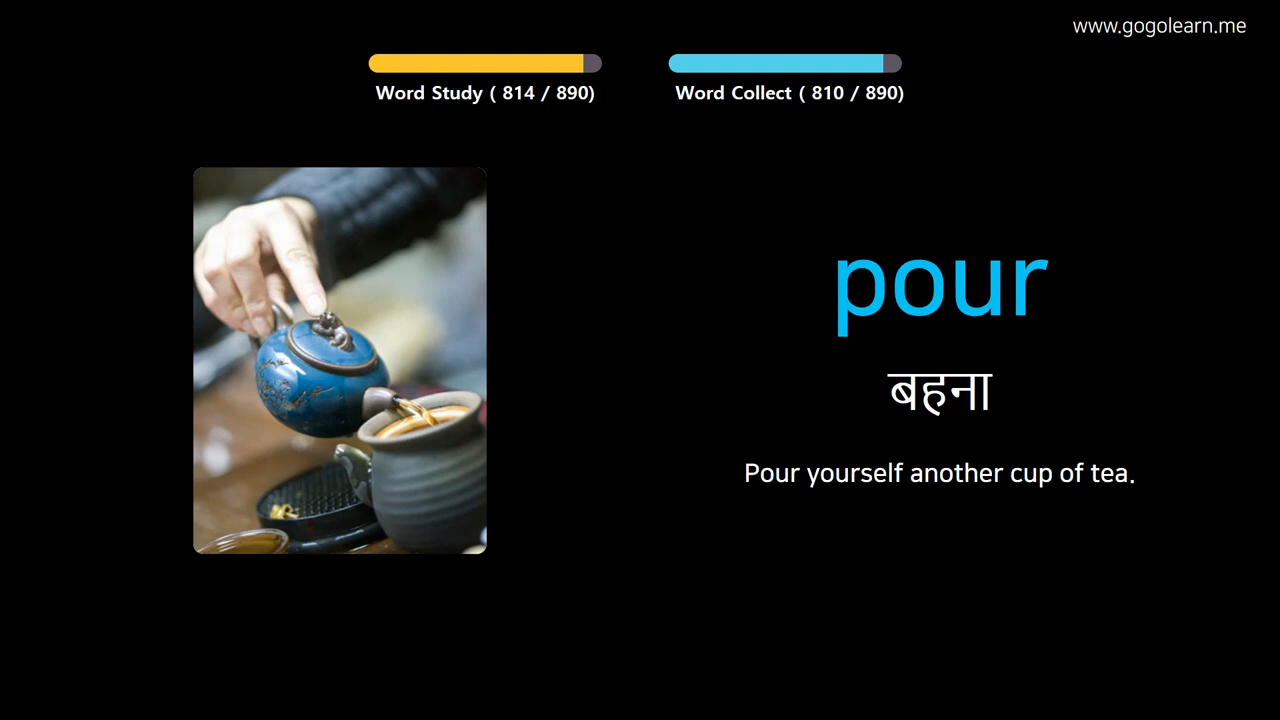 www.gogolearn.me
Word Study ( 814 / 890)
Word Collect ( 810 / 890)
pour
बहना
Pour yourself another cup of tea.